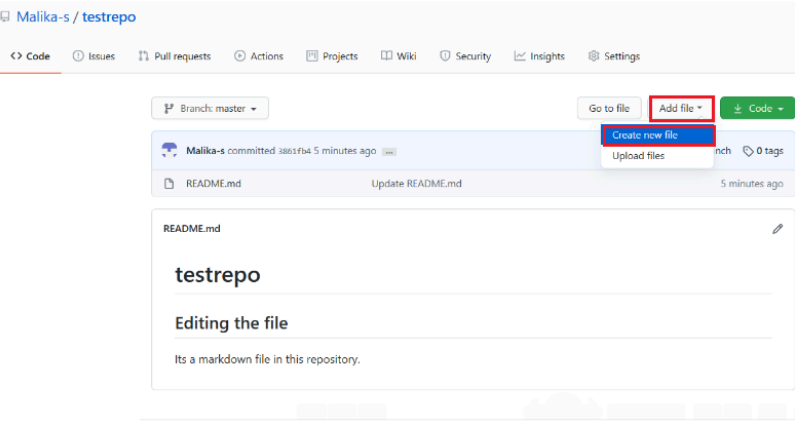 Malika-s / testrepo
Code Issues Pull requests Actions Projects Wiki Security Insights Settings
Branch: master Go to file Add file Code
Create new file
Malika-s committed 3861fb4 5 minutes ago ... nch 0 tags
Upload files
README.md Update README.md 5 minutes ago
README.md
testrepo
Editing the file
Its a markdown file in this repository.